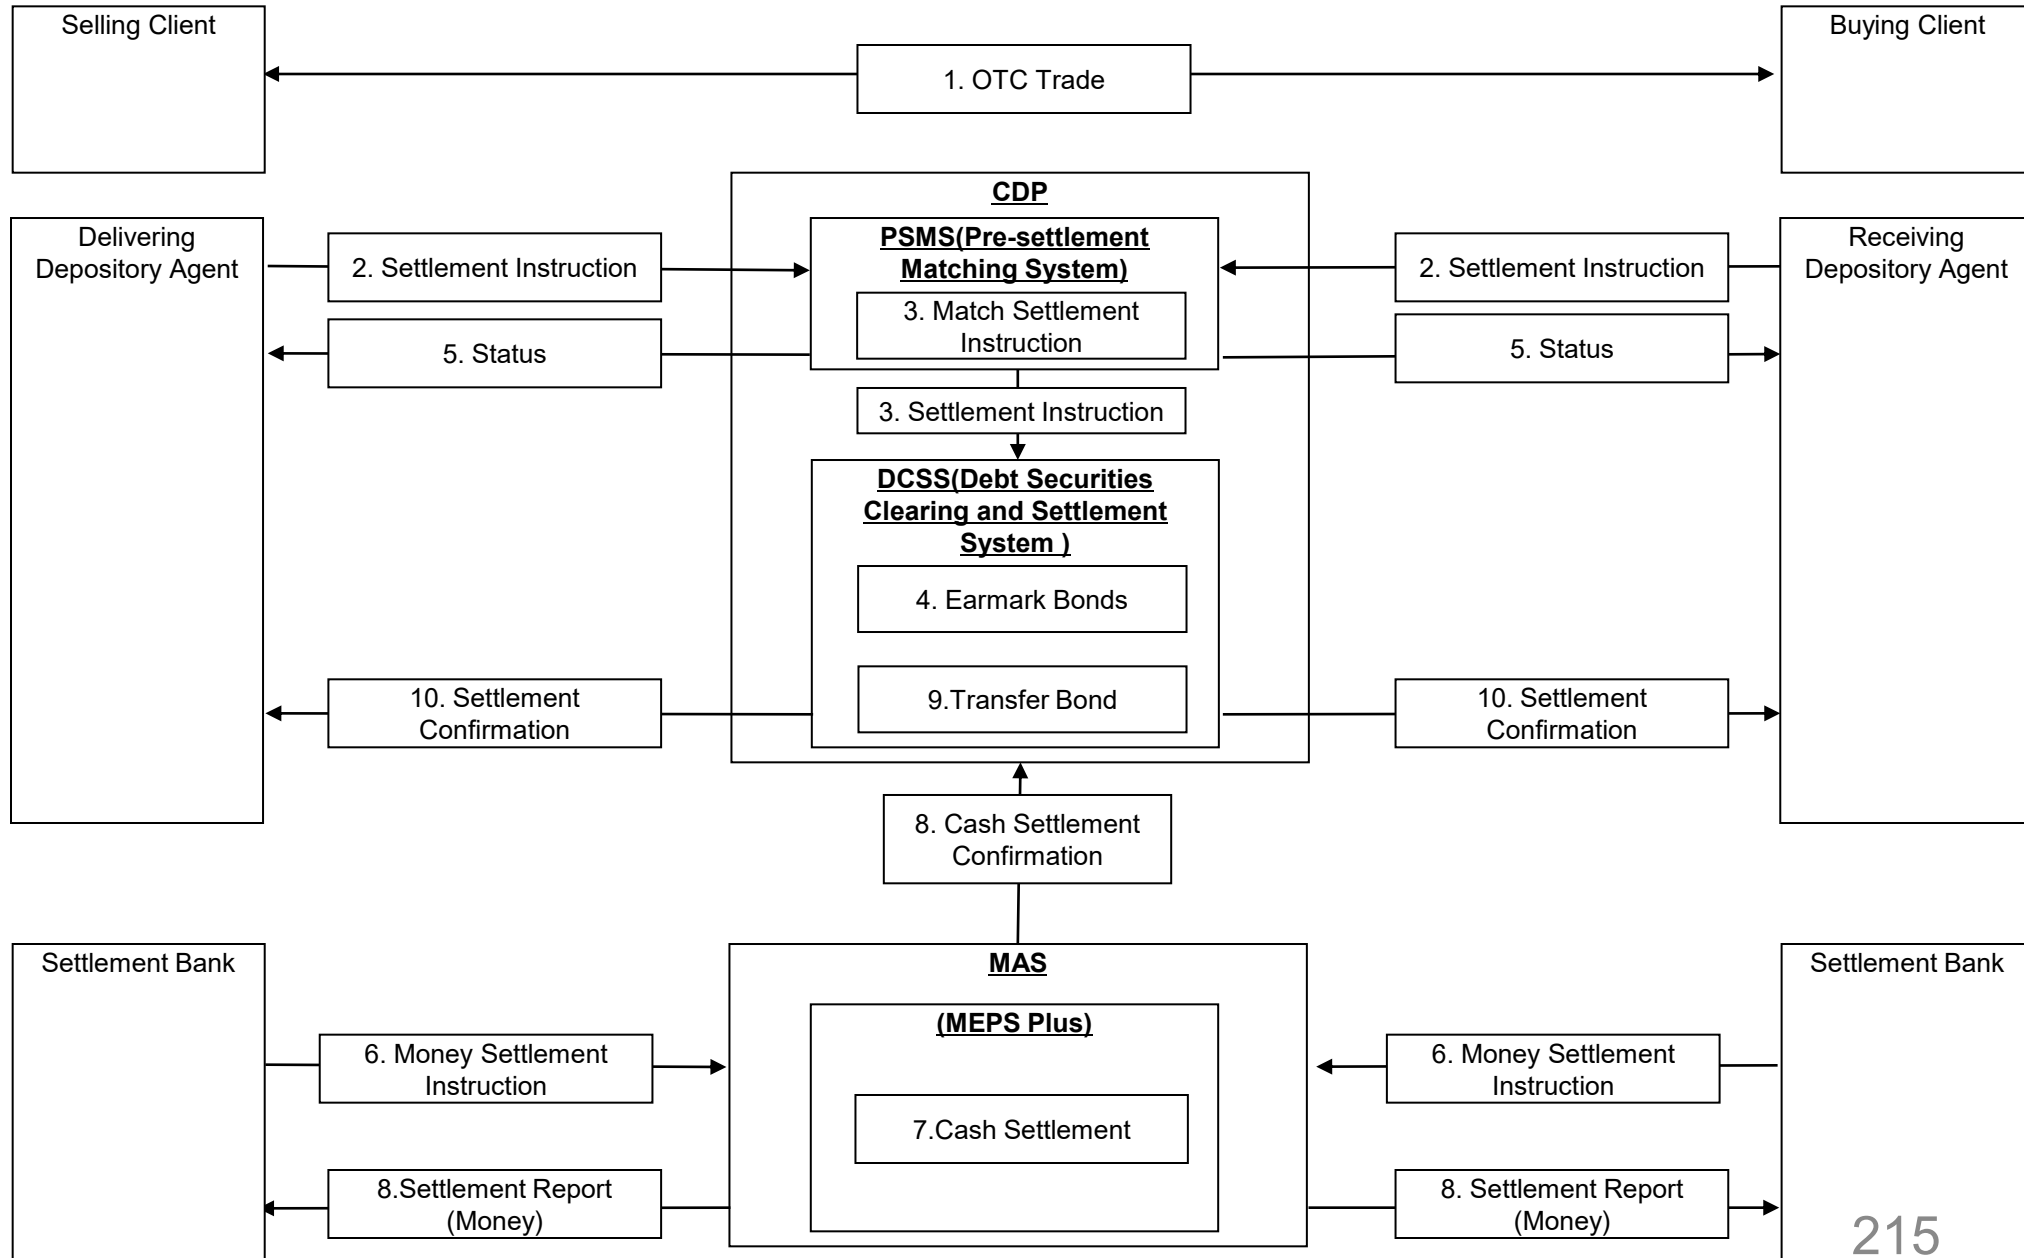 Selling Client
Buying Client
1. OTC Trade
CDP
Delivering
Depository Agent
PSMS(Pre-settlement
Matching System)
Receiving
Depository Agent
2. Settlement Instruction
2. Settlement Instruction
3. Match Settlement
Instruction
5. Status
5. Status
3. Settlement Instruction
DCSS(Debt Securities
Clearing and Settlement
System )
4. Earmark Bonds
9.Transfer Bond
10. Settlement
Confirmation
10. Settlement
Confirmation
8. Cash Settlement
Confirmation
Settlement Bank
MAS
Settlement Bank
(MEPS Plus)
6. Money Settlement
Instruction
6. Money Settlement
Instruction
7.Cash Settlement
8.Settlement Report
(Money)
8. Settlement Report
(Money)
215